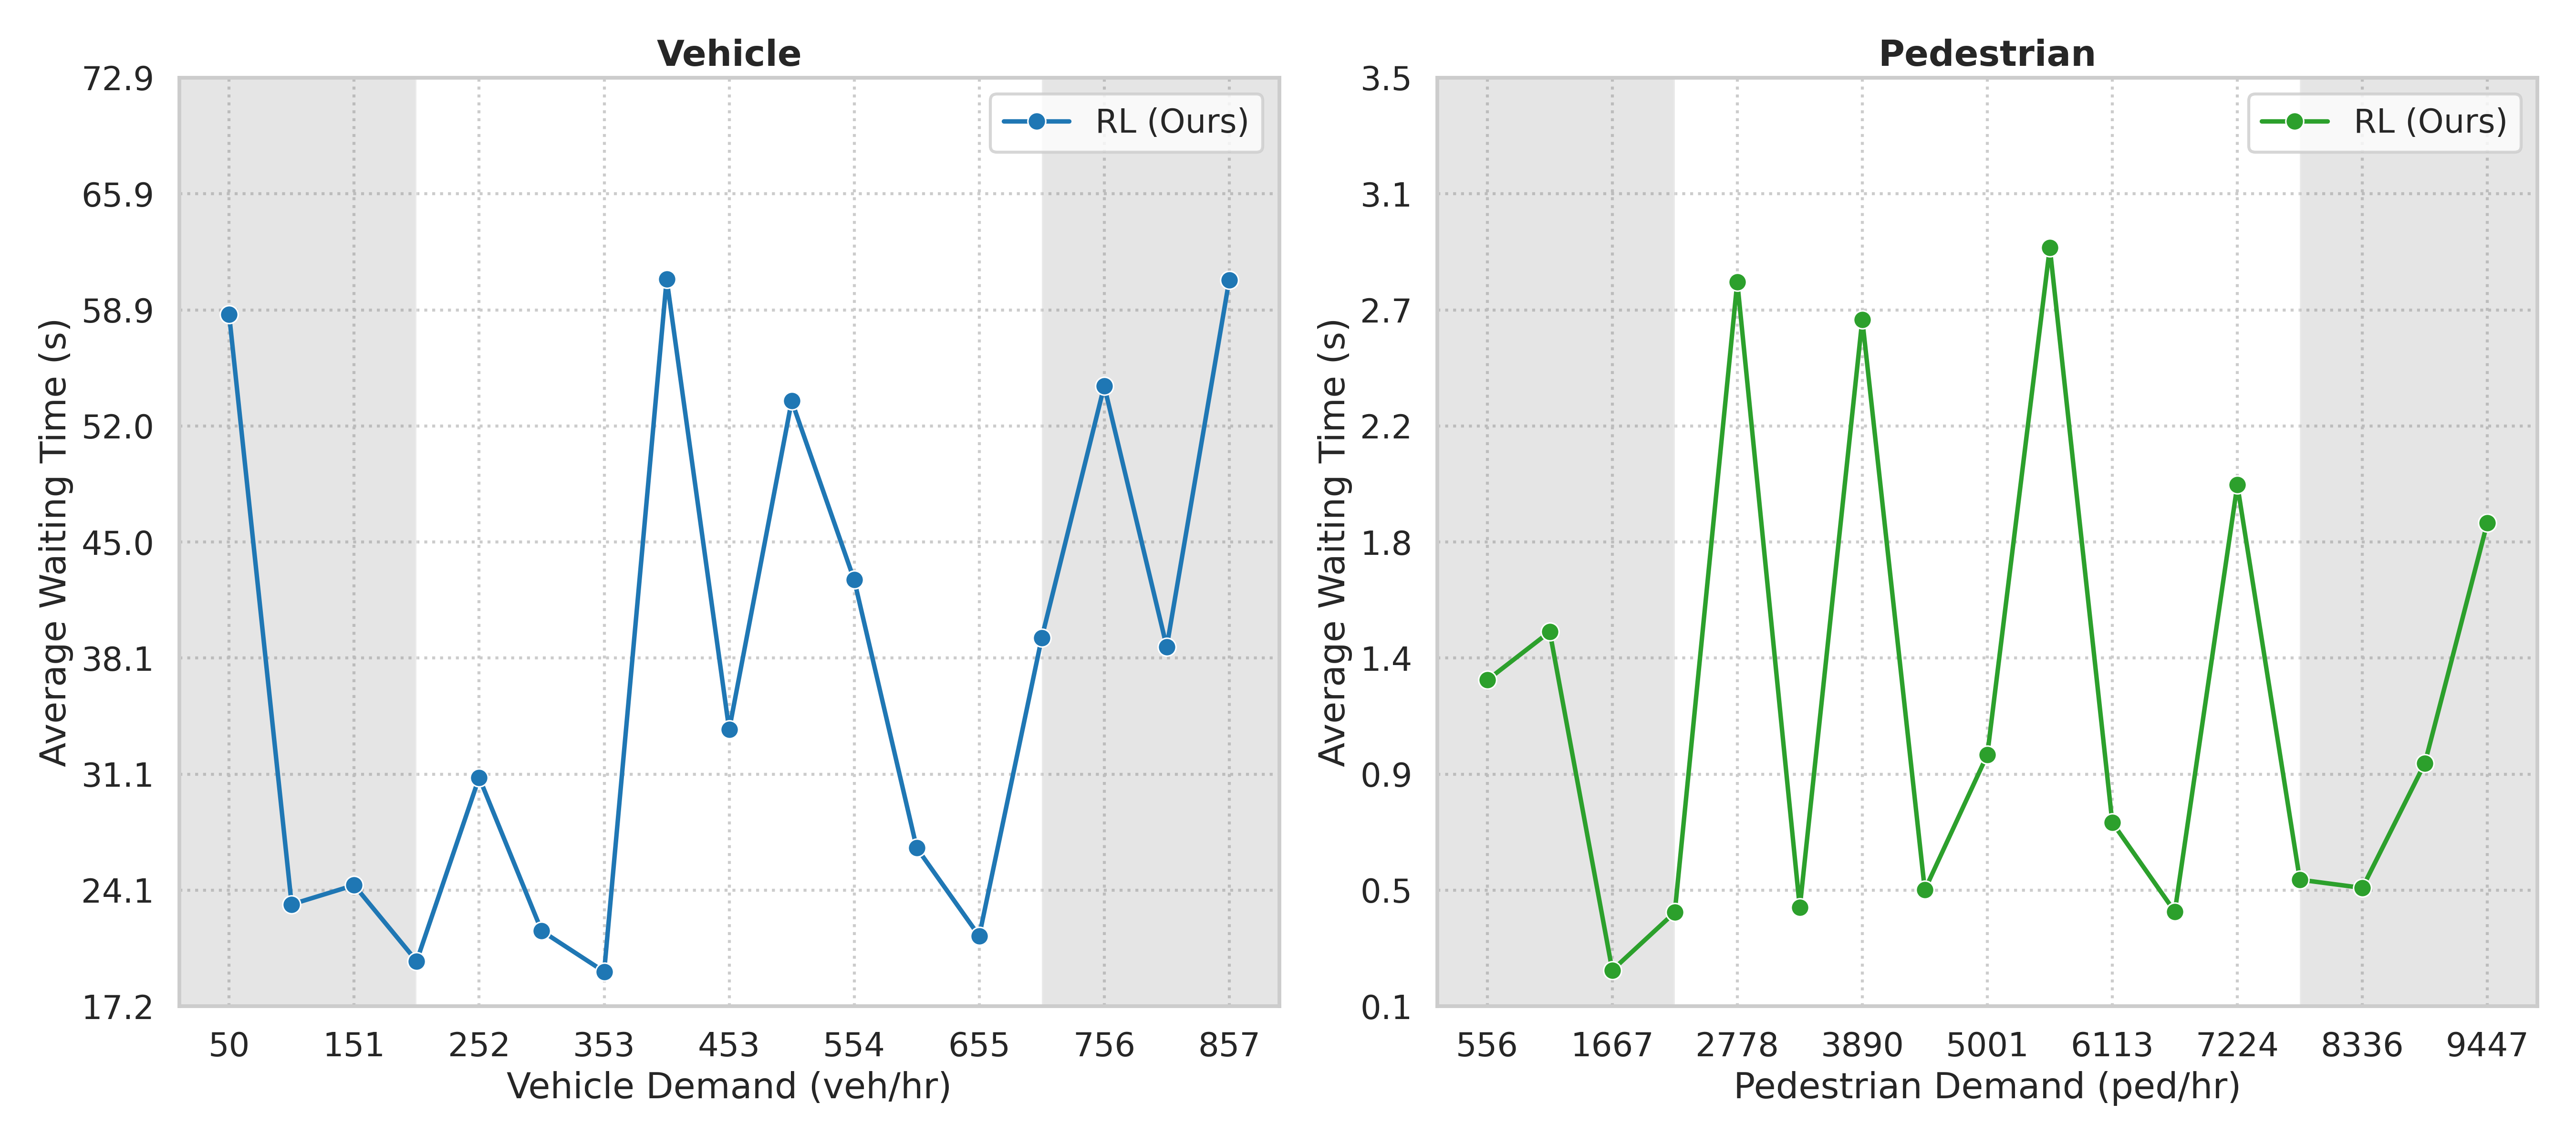 Vehicle
Average Waiting Time (s)
72.9
65.9
58.9
52.0
45.0
38.1
31.1
24.1
17.2
RL (Ours)
50 151 252 353 453 554 655 756 857
Vehicle Demand (veh/hr)
Pedestrian
Average Waiting Time (s)
3.5
3.1
2.7
2.2
1.8
1.4
0.9
0.5
0.1
RL (Ours)
556 1667 2778 3890 5001 6113 7224 8336 9447
Pedestrian Demand (ped/hr)